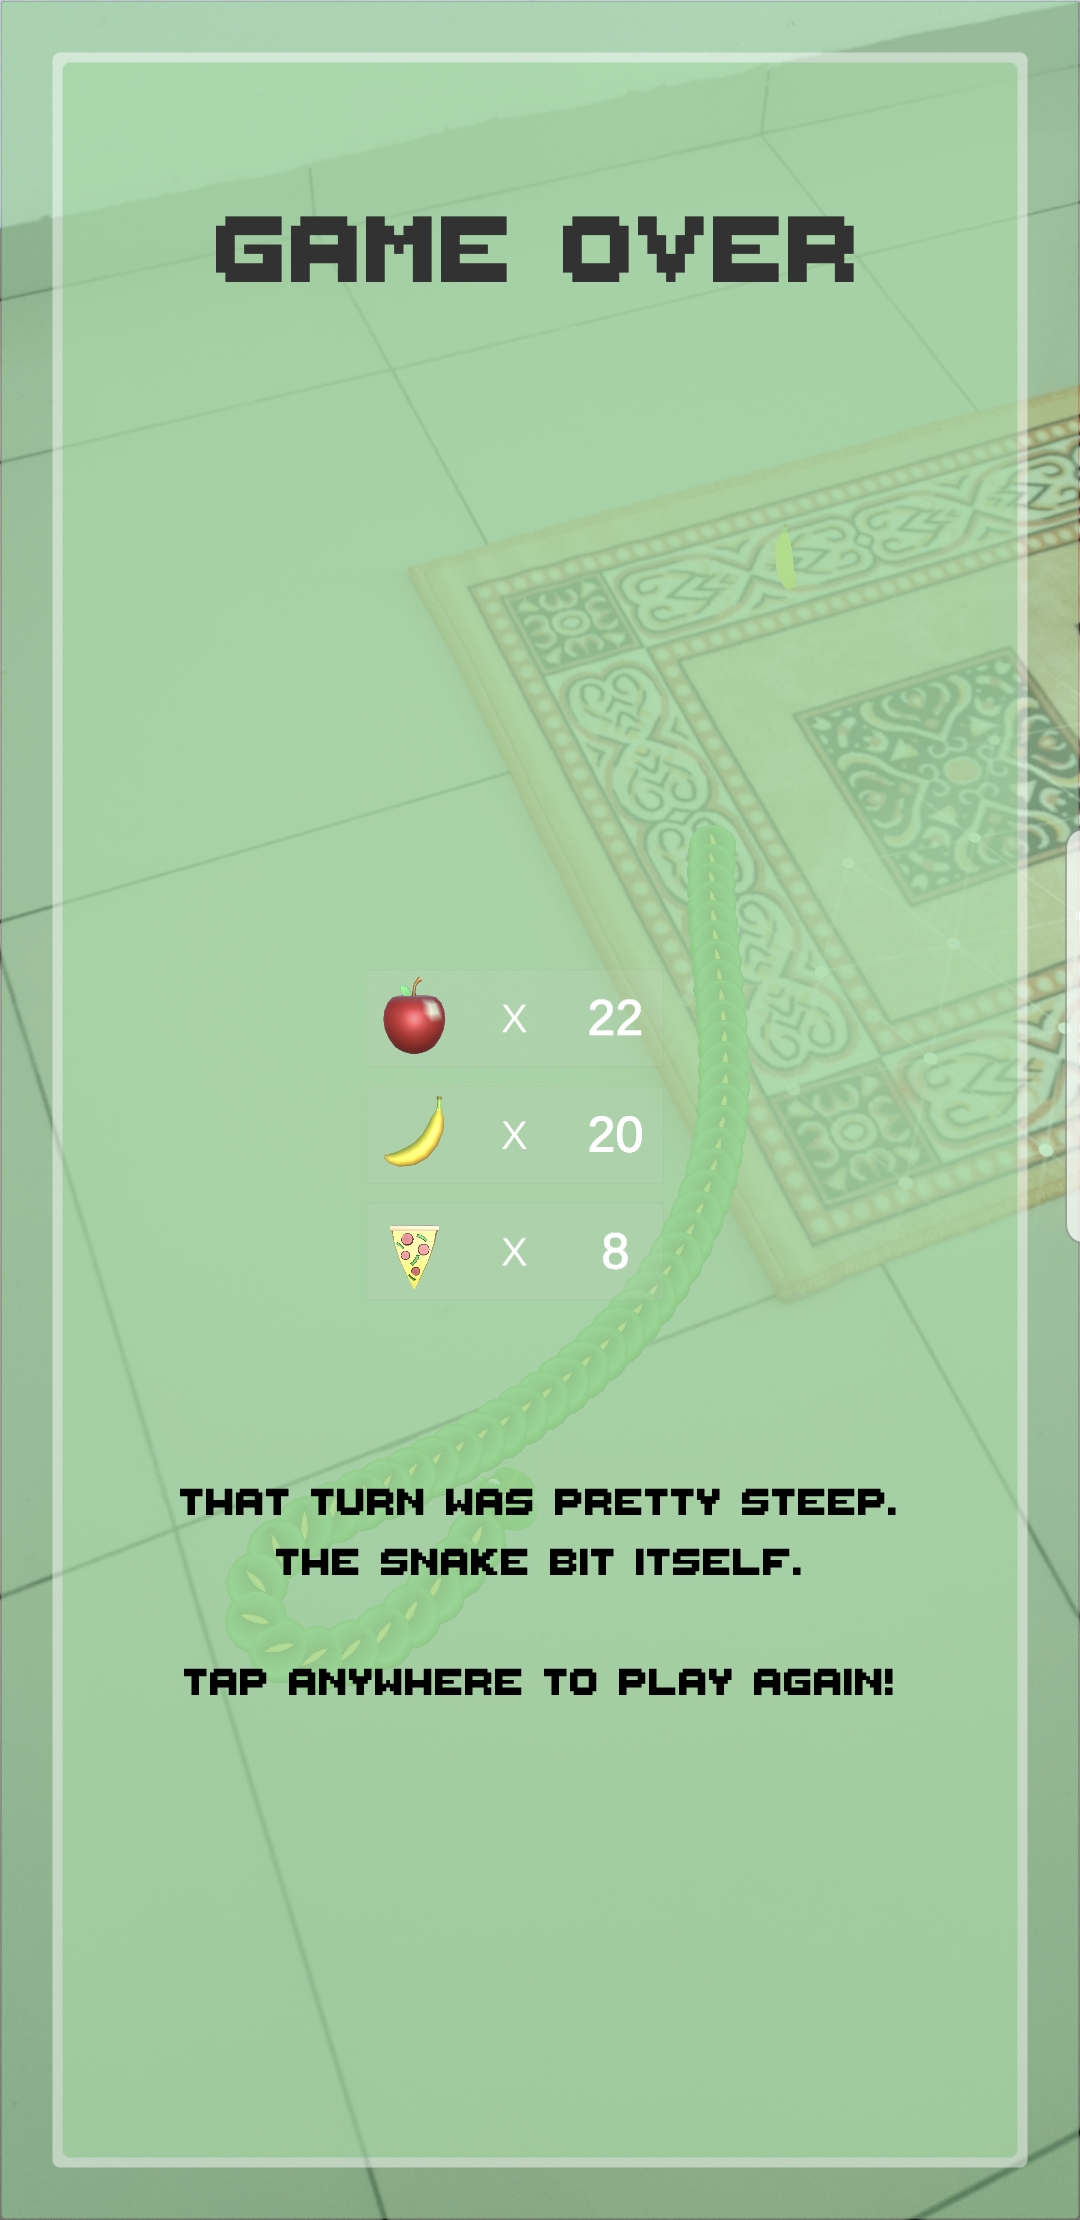 GAME OVER
X 22
X 20
X 8
THAT TURN WAS PRETTY STEEP.
THE SNAKE BIT ITSELF.
TAP ANYWHERE TO PLAY AGAIN!